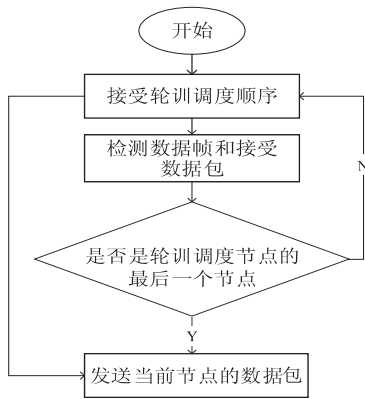 开始
接受轮训调度顺序
检测数据帧和接受
数据包
N
是否是轮训调度节点的
最后一个节点
Y
发送当前节点的数据包